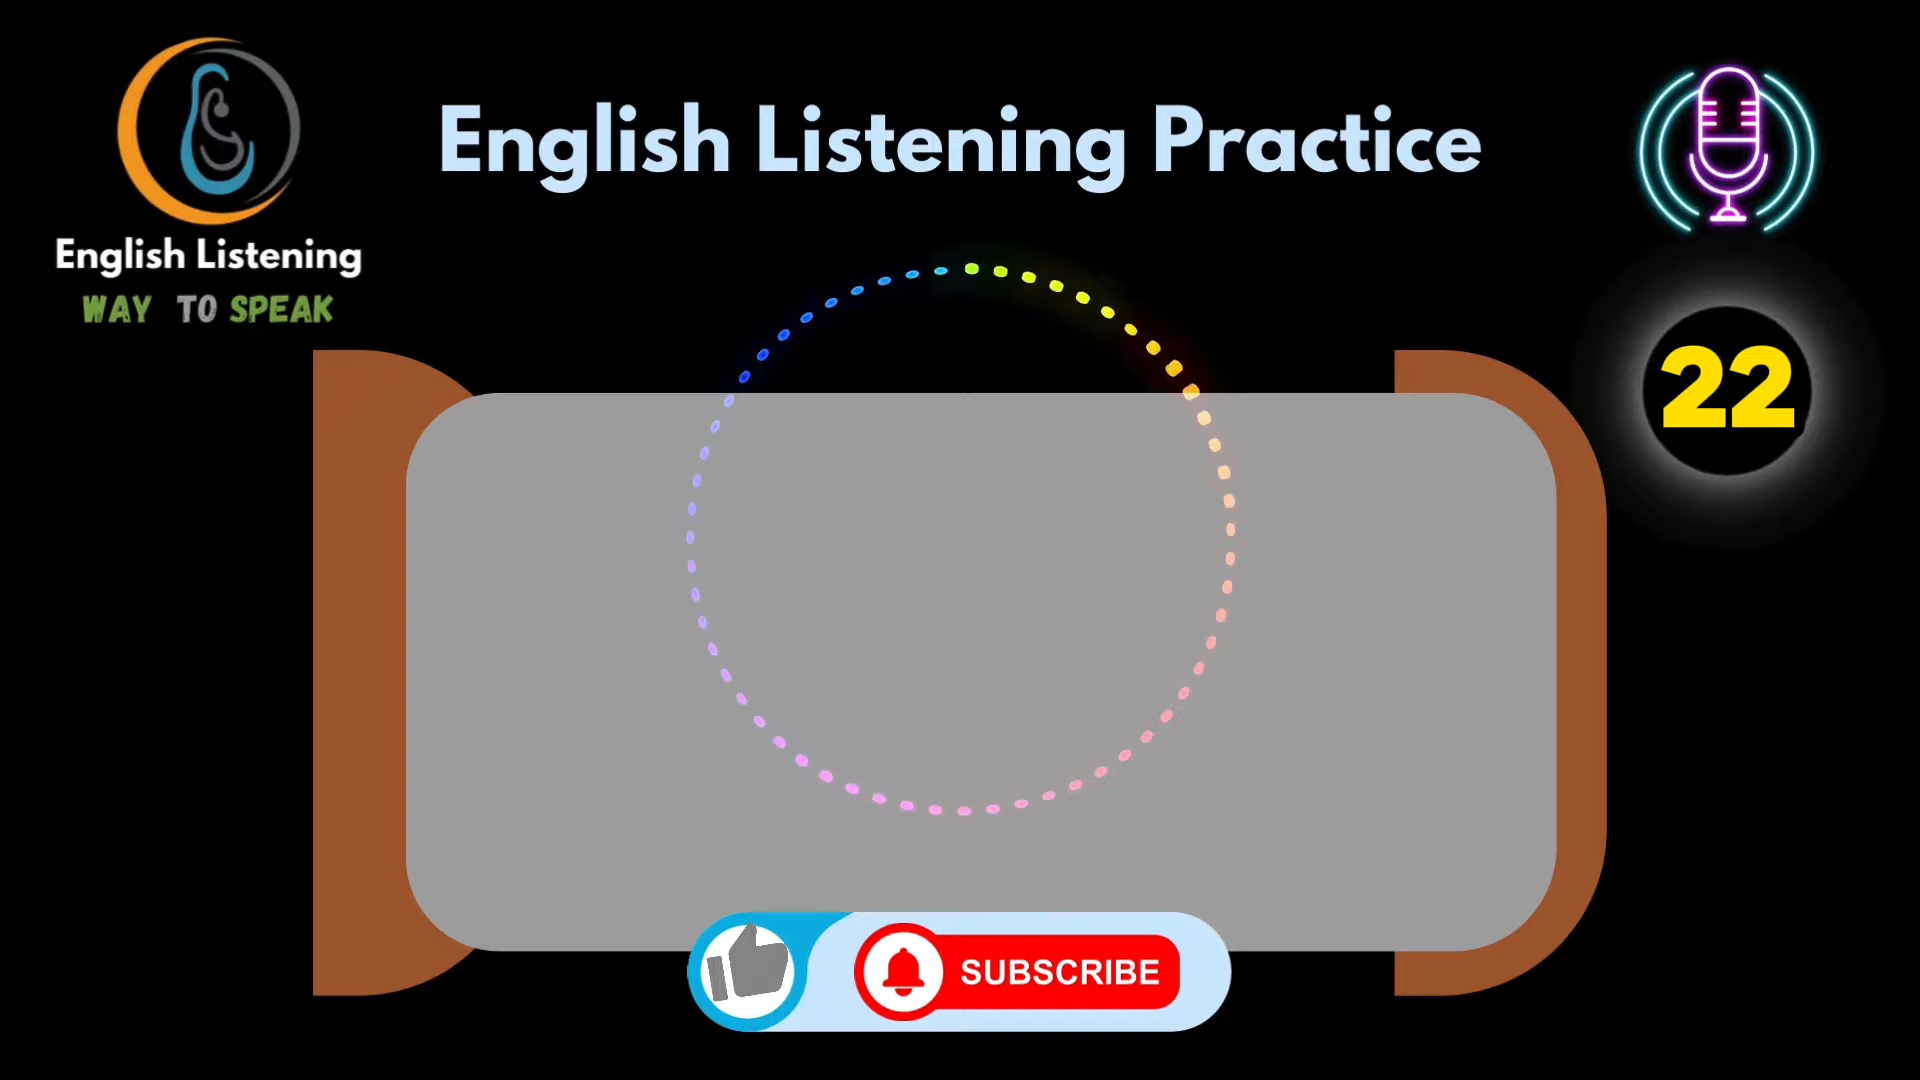 English Listening Practice
English Listening
WAY TO SPEAK
22
SUBSCRIBE